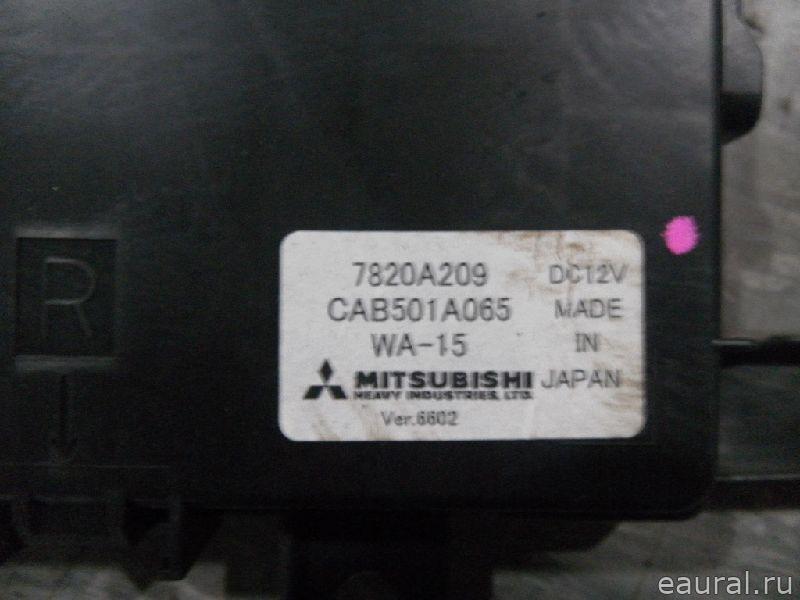 R
7820A209 DC12V
CAB501A065 MADE
WA-15 IN
MITSUBISHI JAPAN
HEAVY INDUSTRIES, LTD.
Ver.6602
eaural.ru